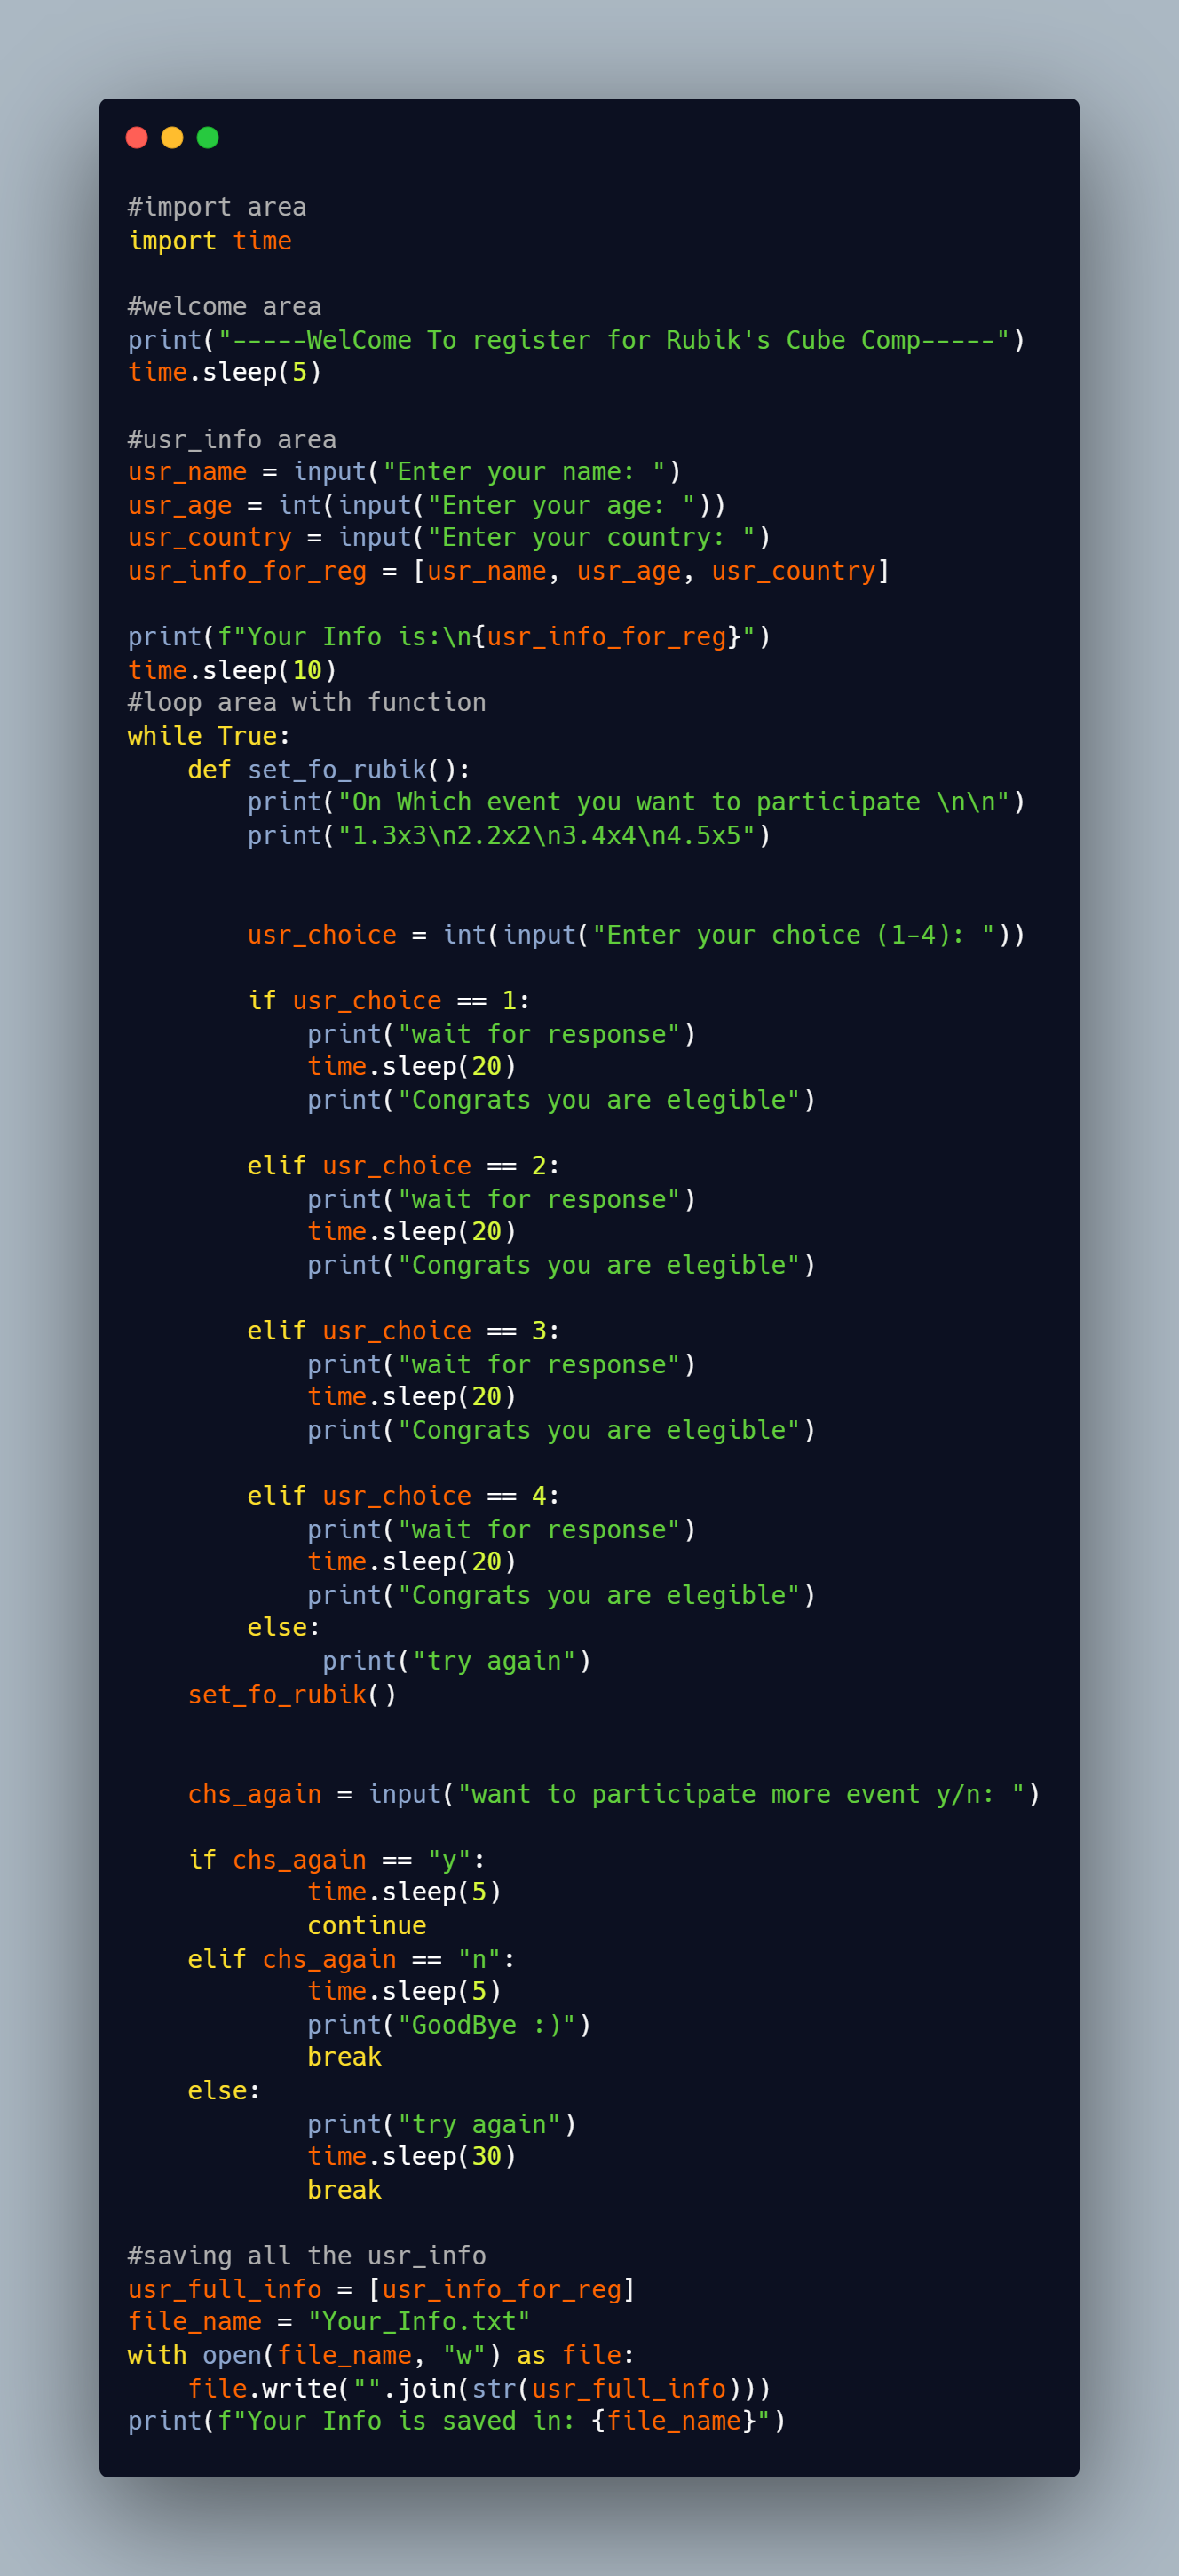 #import area
import time
#welcome area
print("-----WelCome To register for Rubik's Cube Comp-----")
time.sleep(5)
#usr_info area
usr_name = input("Enter your name: ")
usr_age = int(input("Enter your age: "))
usr_country = input("Enter your country: ")
usr_info_for_reg = [usr_name, usr_age, usr_country]
print(f"Your Info is:\n{usr_info_for_reg}")
time.sleep(10)
#loop area with function
while True:
    def set_fo_rubik():
        print("On Which event you want to participate \n\n")
        print("1.3x3\n2.2x2\n3.4x4\n4.5x5")
        usr_choice = int(input("Enter your choice (1-4): "))
        if usr_choice == 1:
            print("wait for response")
            time.sleep(20)
            print("Congrats you are elegible")
        elif usr_choice == 2:
            print("wait for response")
            time.sleep(20)
            print("Congrats you are elegible")
        elif usr_choice == 3:
            print("wait for response")
            time.sleep(20)
            print("Congrats you are elegible")
        elif usr_choice == 4:
            print("wait for response")
            time.sleep(20)
            print("Congrats you are elegible")
        else:
             print("try again")
    set_fo_rubik()
    chs_again = input("want to participate more event y/n: ")
    if chs_again == "y":
            time.sleep(5)
            continue
    elif chs_again == "n":
            time.sleep(5)
            print("GoodBye :)")
            break
    else:
            print("try again")
            time.sleep(30)
            break
#saving all the usr_info
usr_full_info = [usr_info_for_reg]
file_name = "Your_Info.txt"
with open(file_name, "w") as file:
    file.write("".join(str(usr_full_info)))
print(f"Your Info is saved in: {file_name}")